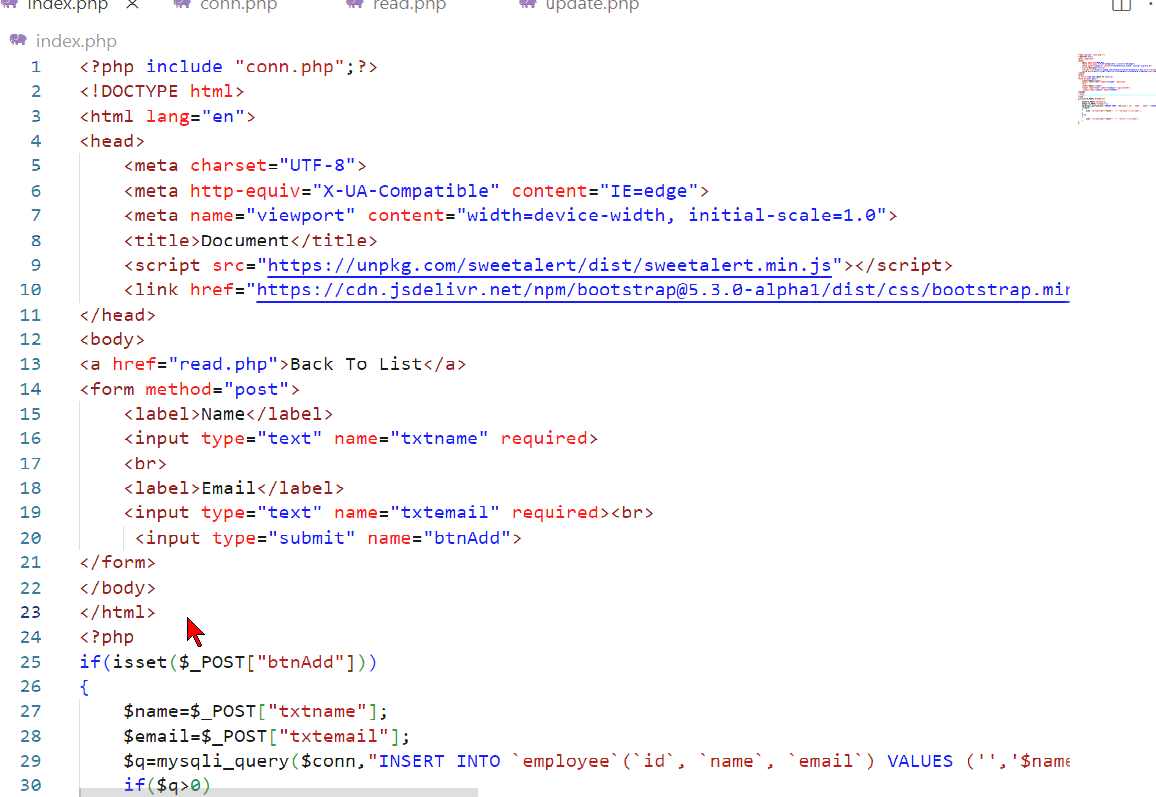 index.php × conn.php read.php update.php
index.php
1 <?php include "conn.php";?>
2 <!DOCTYPE html>
3 <html lang="en">
4 <head>
5 <meta charset="UTF-8">
6 <meta http-equiv="X-UA-Compatible" content="IE=edge">
7 <meta name="viewport" content="width=device-width, initial-scale=1.0">
8 <title>Document</title>
9 <script src="https://unpkg.com/sweetalert/dist/sweetalert.min.js"></script>
10 <link href="https://cdn.jsdelivr.net/npm/bootstrap@5.3.0-alpha1/dist/css/bootstrap.min
11 </head>
12 <body>
13 <a href="read.php">Back To List</a>
14 <form method="post">
15 <label>Name</label>
16 <input type="text" name="txtname" required>
17 <br>
18 <label>Email</label>
19 <input type="text" name="txtemail" required><br>
20 <input type="submit" name="btnAdd">
21 </form>
22 </body>
23 </html>
24 <?php
25 if(isset($_POST["btnAdd"]))
26 {
27 $name=$_POST["txtname"];
28 $email=$_POST["txtemail"];
29 $q=mysqli_query($conn,"INSERT INTO `employee`(`id`, `name`, `email`) VALUES ('','$name
30 if($q>0)